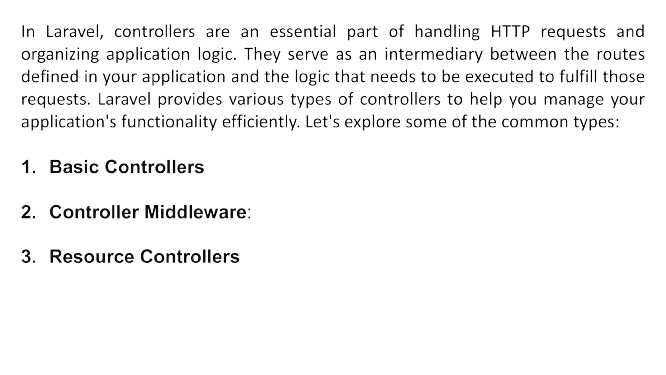 In Laravel, controllers are an essential part of handling HTTP requests and
organizing application logic. They serve as an intermediary between the routes
defined in your application and the logic that needs to be executed to fulfill those
requests. Laravel provides various types of controllers to help you manage your
application's functionality efficiently. Let's explore some of the common types:
1. Basic Controllers
2. Controller Middleware:
3. Resource Controllers